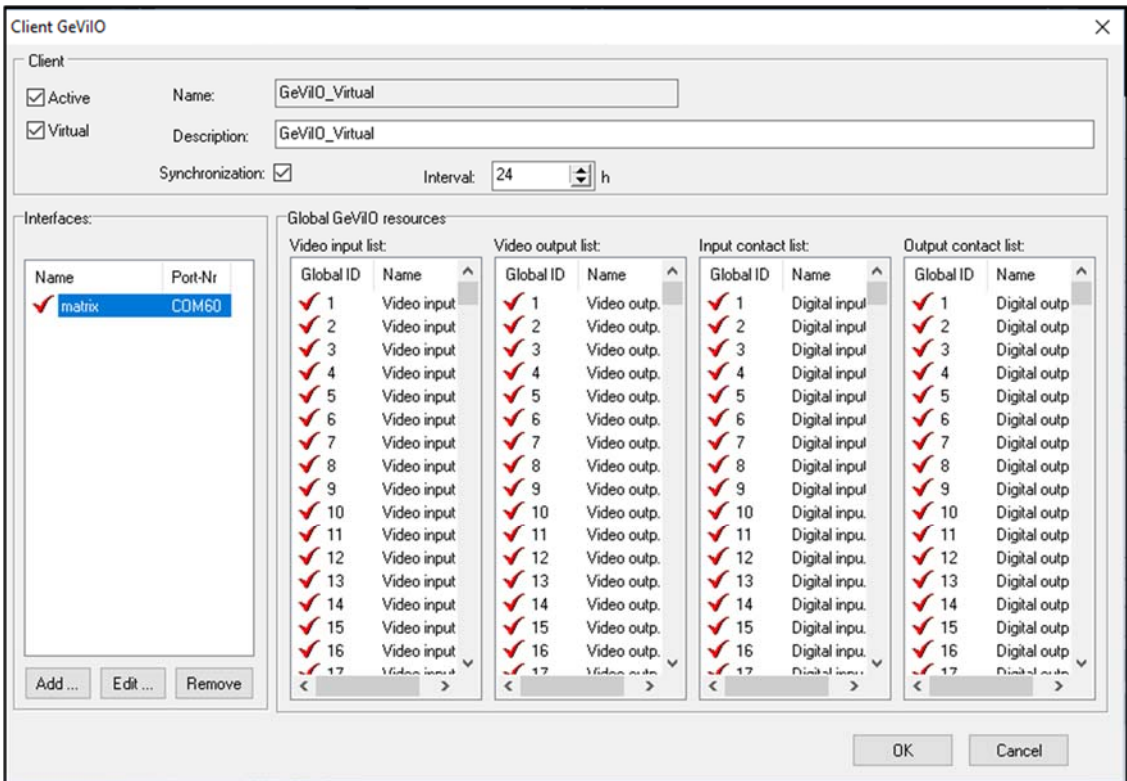 Client GeViIO
Client
Active
Name:
GeViIO_Virtual
Virtual
Description:
GeViIO_Virtual
Synchronization:
Interval:
24
h
Interfaces:
Name Port-Nr
matrix COM60
Add ... Edit ... Remove
Global GeViIO resources
Video input list:
Global ID Name
1 Video input
2 Video input
3 Video input
4 Video input
5 Video input
6 Video input
7 Video input
8 Video input
9 Video input
10 Video input
11 Video input
12 Video input
13 Video input
14 Video input
15 Video input
16 Video input
17 Video input
Video output list:
Global ID Name
1 Video outp.
2 Video outp.
3 Video outp.
4 Video outp.
5 Video outp.
6 Video outp.
7 Video outp.
8 Video outp.
9 Video outp.
10 Video outp.
11 Video outp.
12 Video outp.
13 Video outp.
14 Video outp.
15 Video outp.
16 Video outp.
17 Video outp.
Input contact list:
Global ID Name
1 Digital input
2 Digital input
3 Digital input
4 Digital input
5 Digital input
6 Digital input
7 Digital input
8 Digital input
9 Digital input
10 Digital inpu.
11 Digital inpu.
12 Digital inpu.
13 Digital inpu.
14 Digital inpu.
15 Digital inpu.
16 Digital inpu.
17 Digital inpu.
Output contact list:
Global ID Name
1 Digital outp
2 Digital outp
3 Digital outp
4 Digital outp
5 Digital outp
6 Digital outp
7 Digital outp
8 Digital outp
9 Digital outp
10 Digital outp
11 Digital outp
12 Digital outp
13 Digital outp
14 Digital outp
15 Digital outp
16 Digital outp
17 Digital outp
OK Cancel